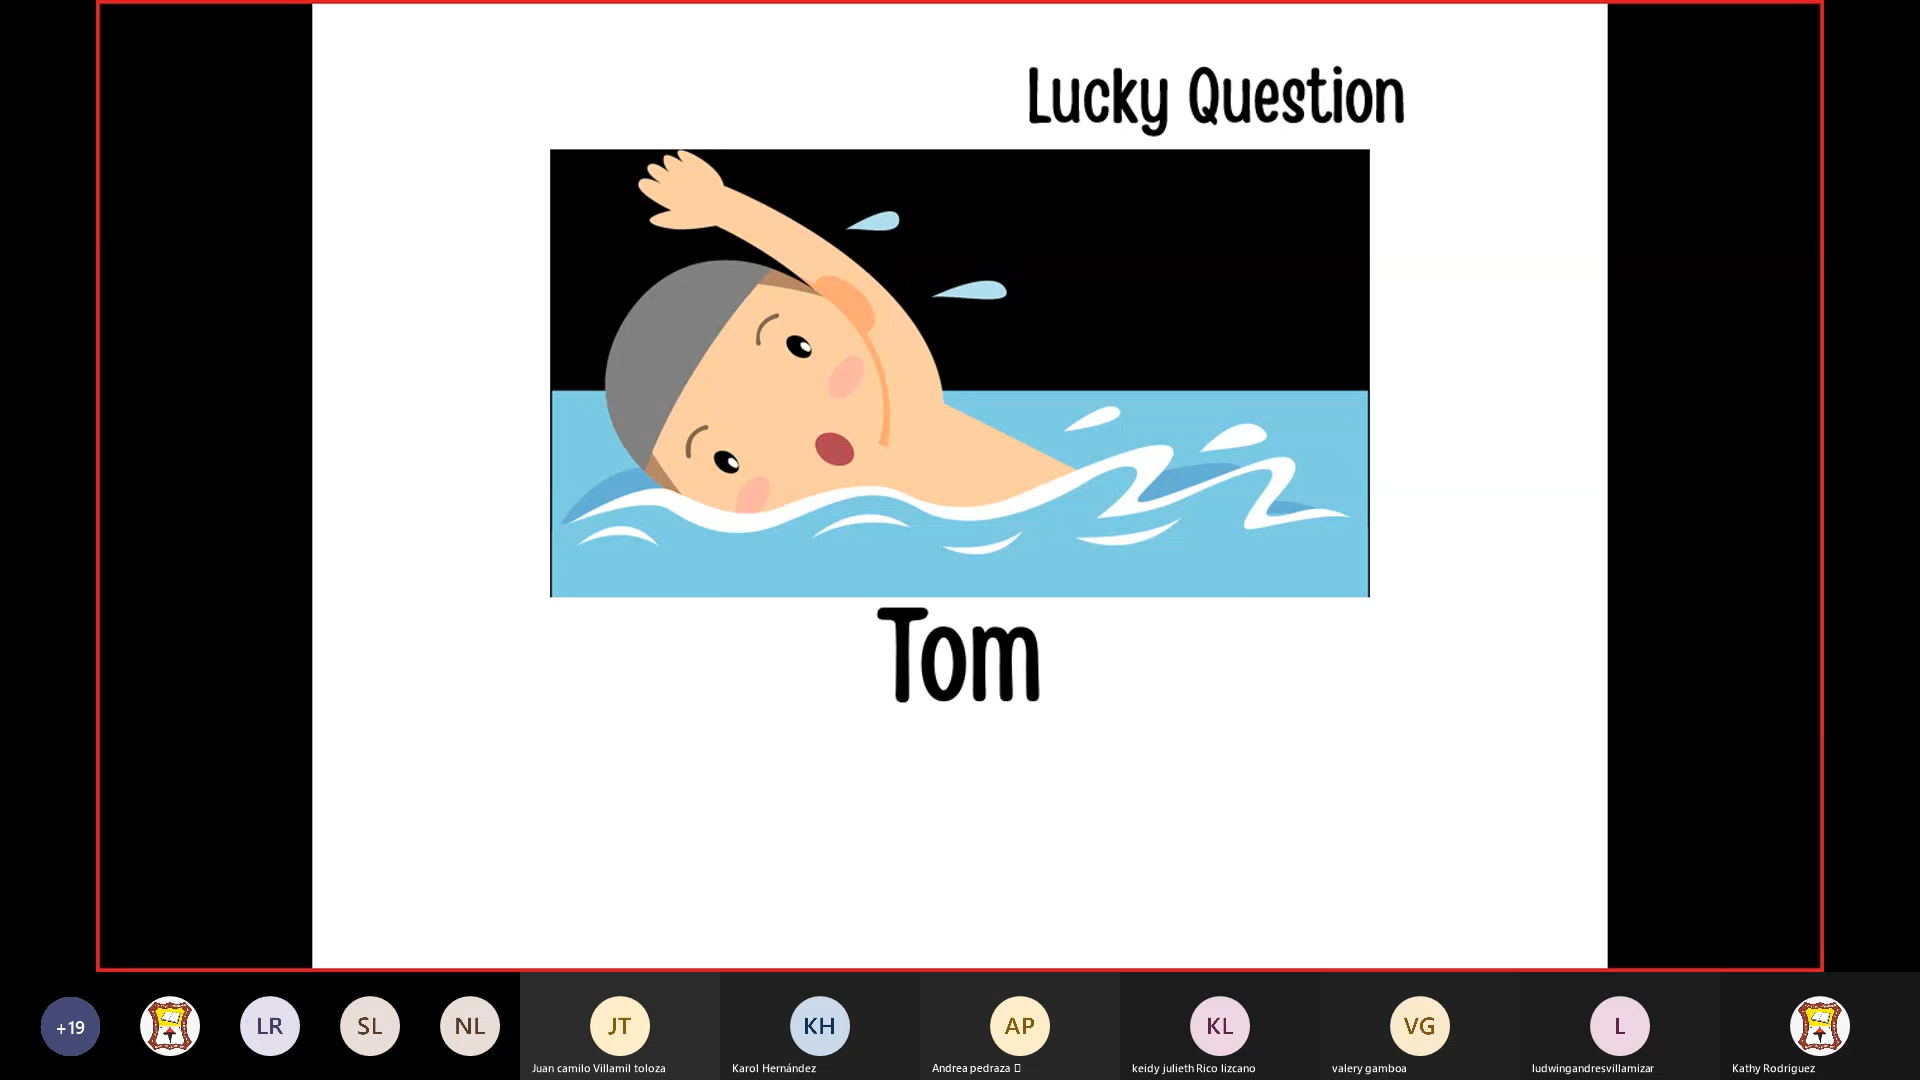 Lucky Question
Tom
+19
LR
SL
NL
JT
KH
AP
KL
VG
L
Juan camilo Villamil toloza
Karol Hernández
Andrea pedraza
keidy julieth Rico lizcano
valery gamboa
ludwingandresvillamizar
Kathy Rodriguez